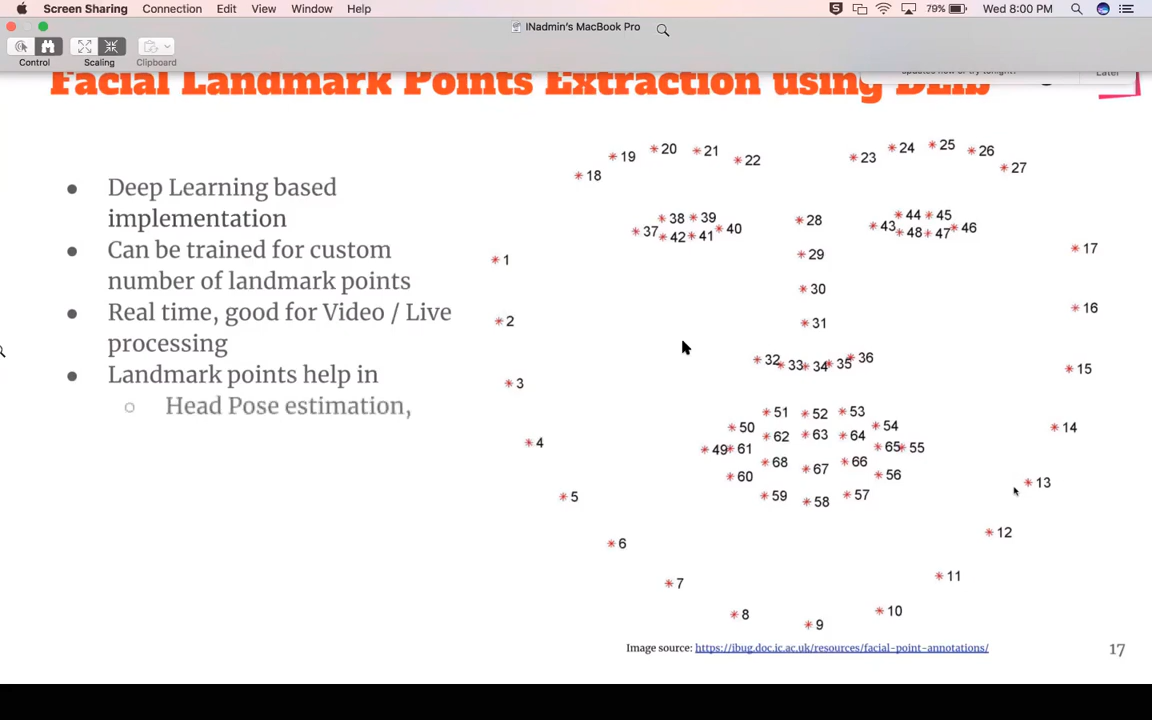 Screen Sharing Connection Edit View Window Help 79% Wed 8:00 PM
INadmin's MacBook Pro
Control Scaling Clipboard
updates now or try tonight? Later
Facial Landmark Points Extraction using Dlib
● Deep Learning based
implementation
● Can be trained for custom
number of landmark points
● Real time, good for Video / Live
processing
● Landmark points help in
○ Head Pose estimation,
18 19 20 21 22 23 24 25 26 27
37 38 39 40 41 42 28 43 44 45 46 47 48
1 29 17
2 30 31 16
3 32 33 34 35 36 15
4 49 50 51 52 53 54 55 14
61 62 63 64 65
60 68 67 66 56
5 59 58 57 13
6 12
7 11
8 9 10
Image source: https://ibug.doc.ic.ac.uk/resources/facial-point-annotations/
17